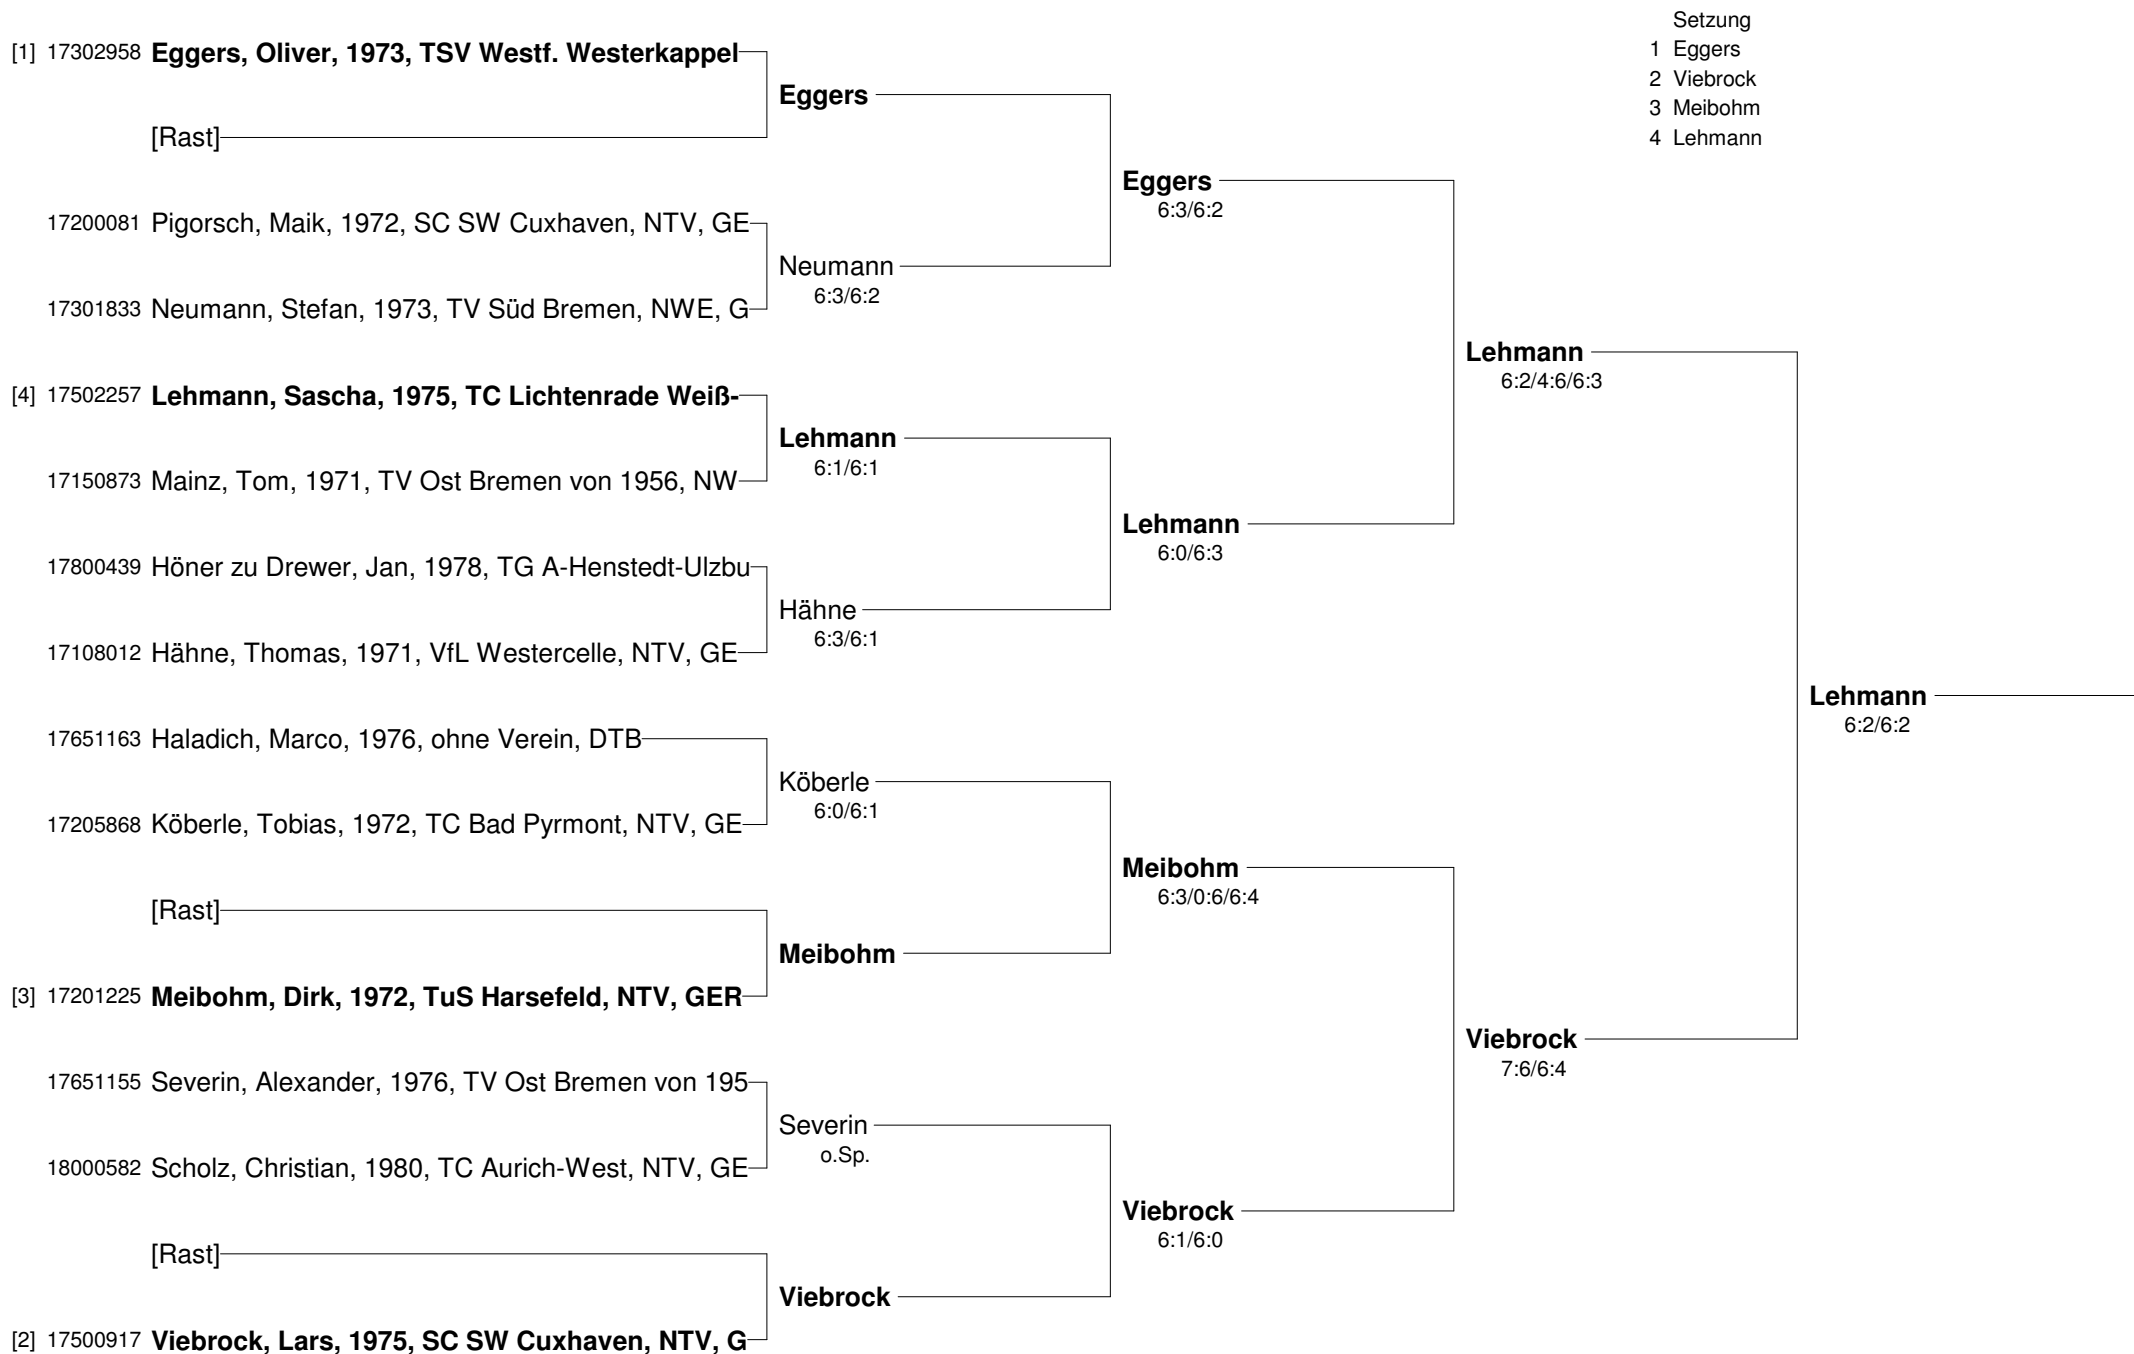 Setzung
1 Eggers
2 Viebrock
3 Meibohm
4 Lehmann
[1] 17302958 Eggers, Oliver, 1973, TSV Westf. Westerkappel
[Rast]
17200081 Pigorsch, Maik, 1972, SC SW Cuxhaven, NTV, GE
17301833 Neumann, Stefan, 1973, TV Süd Bremen, NWE, G
[4] 17502257 Lehmann, Sascha, 1975, TC Lichtenrade Weiß-
17150873 Mainz, Tom, 1971, TV Ost Bremen von 1956, NW
17800439 Höner zu Drewer, Jan, 1978, TG A-Henstedt-Ulzbu
17108012 Hähne, Thomas, 1971, VfL Westercelle, NTV, GE
17651163 Haladich, Marco, 1976, ohne Verein, DTB
17205868 Köberle, Tobias, 1972, TC Bad Pyrmont, NTV, GE
[Rast]
[3] 17201225 Meibohm, Dirk, 1972, TuS Harsefeld, NTV, GER
17651155 Severin, Alexander, 1976, TV Ost Bremen von 195
18000582 Scholz, Christian, 1980, TC Aurich-West, NTV, GE
[Rast]
[2] 17500917 Viebrock, Lars, 1975, SC SW Cuxhaven, NTV, G
Eggers
Neumann
6:3/6:2
Lehmann
6:1/6:1
Hähne
6:3/6:1
Köberle
6:0/6:1
Meibohm
Severin
o.Sp.
Viebrock
Eggers
6:3/6:2
Lehmann
6:0/6:3
Meibohm
6:3/0:6/6:4
Viebrock
6:1/6:0
Lehmann
6:2/4:6/6:3
Viebrock
7:6/6:4
Lehmann
6:2/6:2